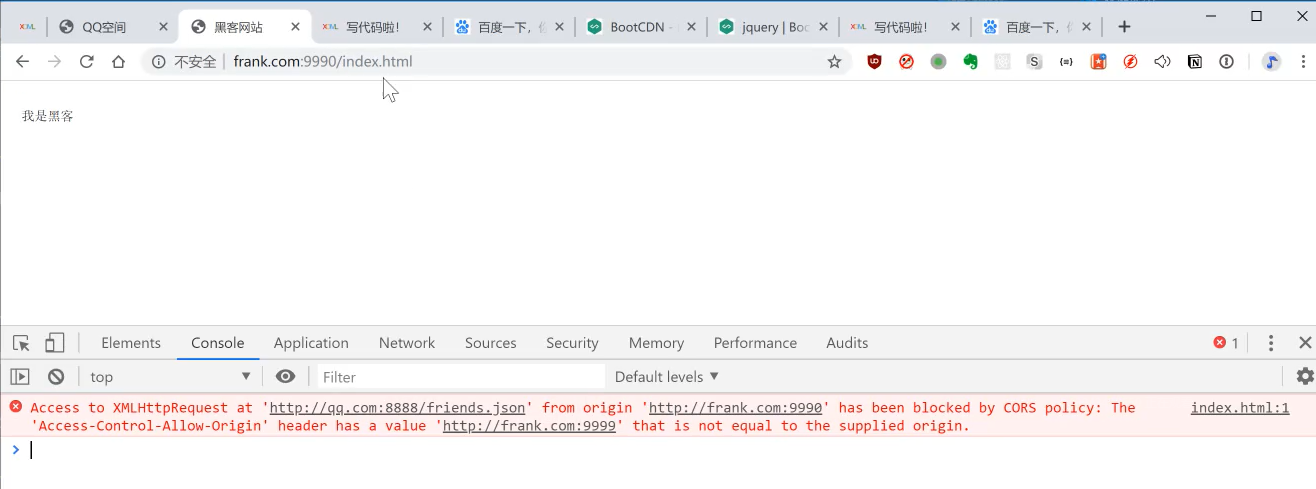 XML QQ空间 黑客网站 XML 写代码啦! 百度一下, BootCDN - jquery | Boo XML 写代码啦! 百度一下,
不安全 | frank.com:9990/index.html
我是黑客
Elements Console Application Network Sources Security Memory Performance Audits 1
top Filter Default levels
Access to XMLHttpRequest at 'http://qq.com:8888/friends.json' from origin 'http://frank.com:9990' has been blocked by CORS policy: The index.html:1
'Access-Control-Allow-Origin' header has a value 'http://frank.com:9999' that is not equal to the supplied origin.